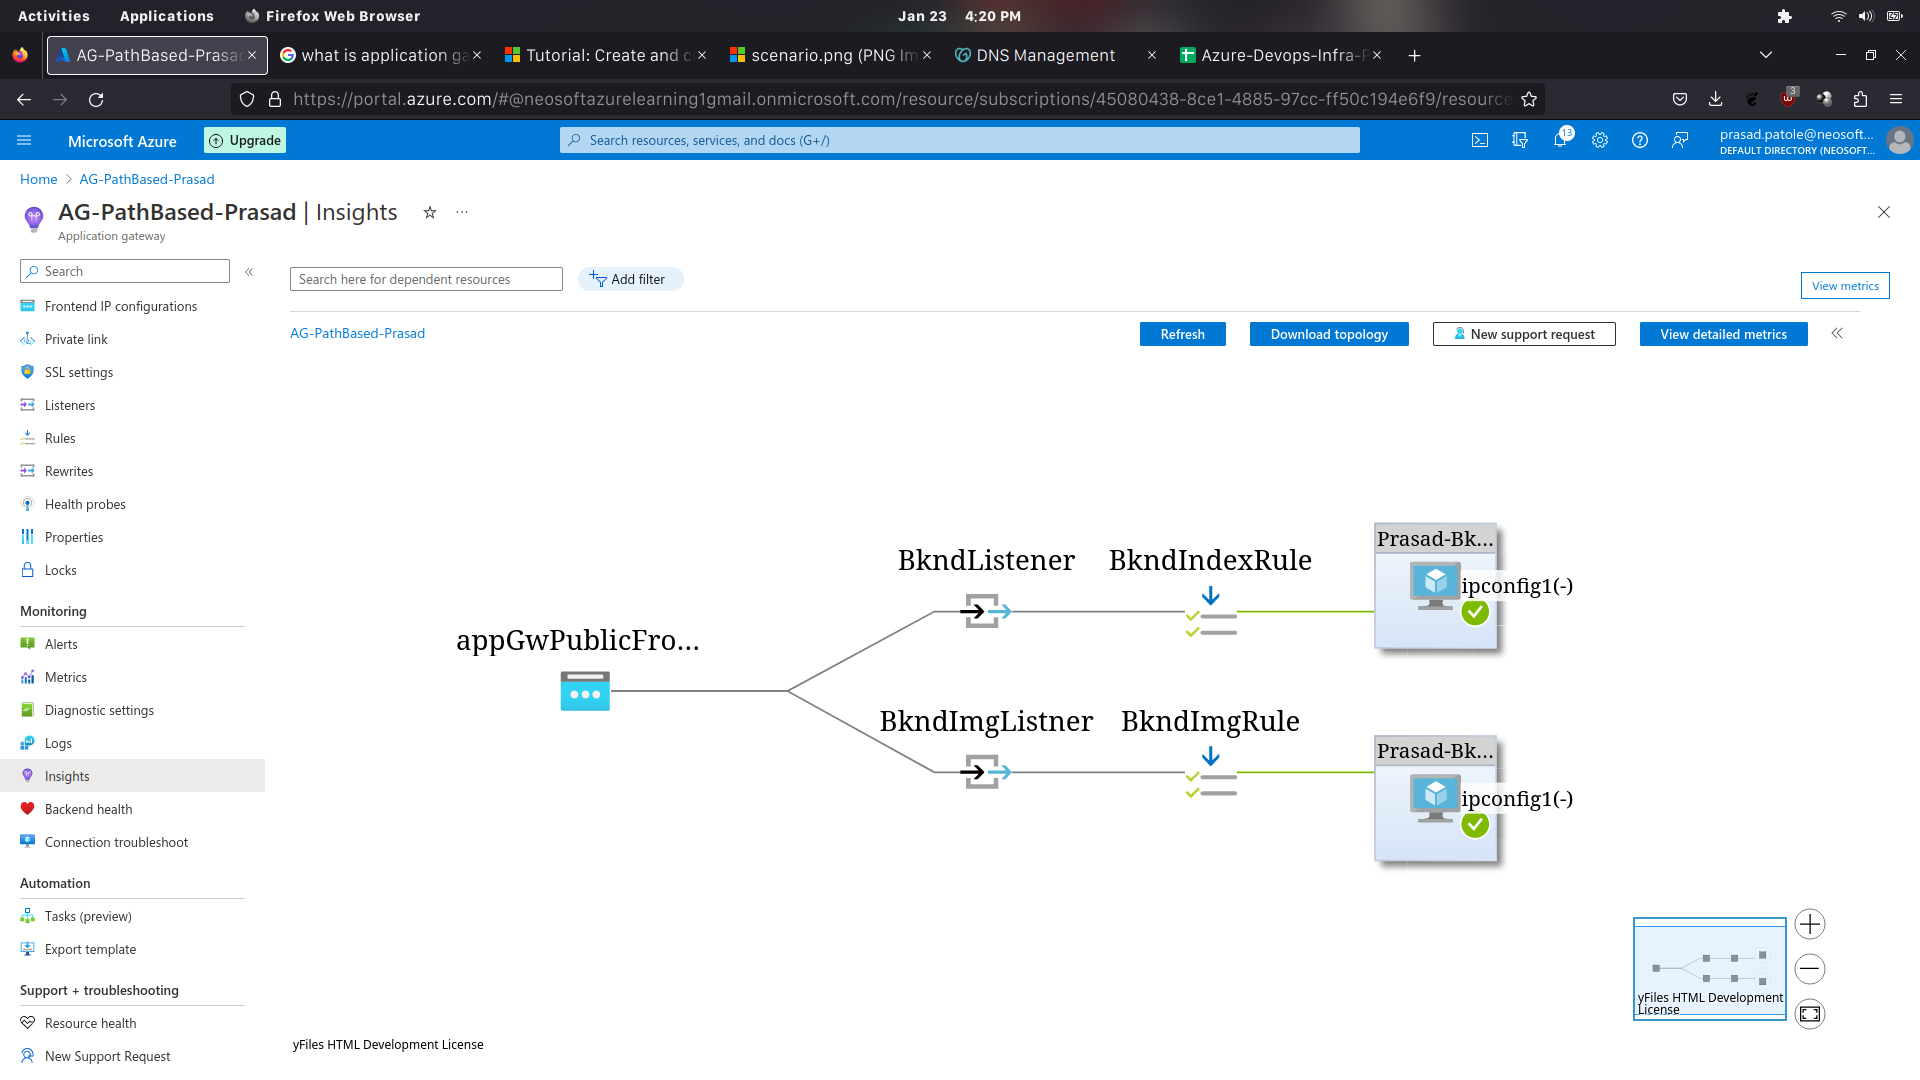 Activities Applications Firefox Web Browser Jan 23 4:20 PM
AG-PathBased-Prasad what is application ga Tutorial: Create and c scenario.png (PNG Im DNS Management Azure-Devops-Infra-P
https://portal.azure.com/#@neosoftazurelearning1gmail.onmicrosoft.com/resource/subscriptions/45080438-8ce1-4885-97cc-ff50c194e6f9/resource 3
Microsoft Azure Upgrade Search resources, services, and docs (G+/) 13 prasad.patole@neosoft...
DEFAULT DIRECTORY (NEOSOFT...
Home > AG-PathBased-Prasad
AG-PathBased-Prasad | Insights
Application gateway
Search
Frontend IP configurations
Private link
SSL settings
Listeners
Rules
Rewrites
Health probes
Properties
Locks
Monitoring
Alerts
Metrics
Diagnostic settings
Logs
Insights
Backend health
Connection troubleshoot
Automation
Tasks (preview)
Export template
Support + troubleshooting
Resource health
New Support Request
Search here for dependent resources Add filter
View metrics
AG-PathBased-Prasad Refresh Download topology New support request View detailed metrics
appGwPublicFro...
BkndListener BkndIndexRule Prasad-Bk...
ipconfig1(-)
BkndImgListner BkndImgRule Prasad-Bk...
ipconfig1(-)
yFiles HTML Development
License
yFiles HTML Development License